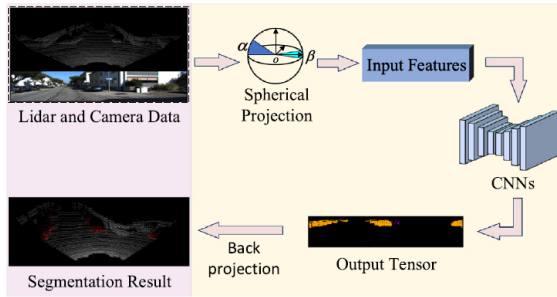 α
β
o
Input Features
Spherical
Projection
Lidar and Camera Data
CNNs
Back
projection
Output Tensor
Segmentation Result